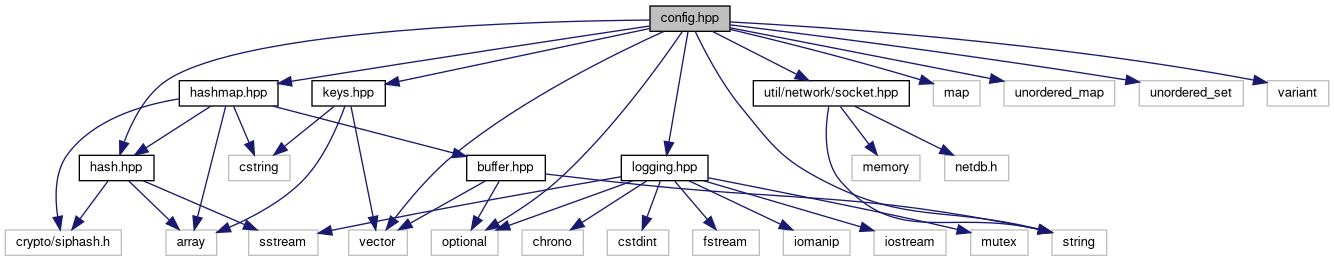 config.hpp
hashmap.hpp
keys.hpp
util/network/socket.hpp
map
unordered_map
unordered_set
variant
hash.hpp
cstring
buffer.hpp
logging.hpp
memory
netdb.h
crypto/siphash.h
array
sstream
vector
optional
chrono
cstdint
fstream
iomanip
iostream
mutex
string